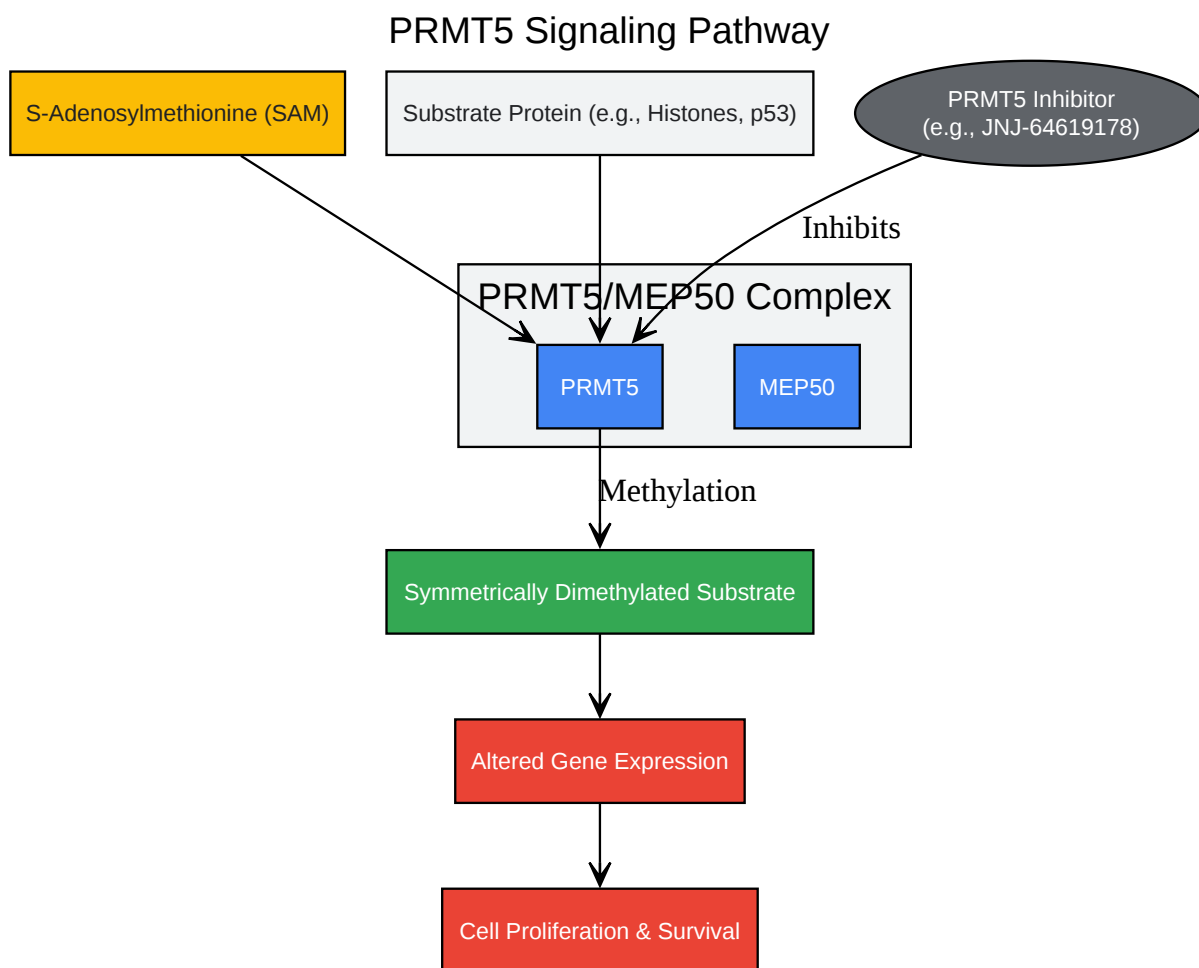 PRMT5 Signaling Pathway
S-Adenosylmethionine (SAM)
Substrate Protein (e.g., Histones, p53)
PRMT5 Inhibitor
(e.g., JNJ-64619178)
Inhibits
PRMT5/MEP50 Complex
PRMT5
MEP50
Methylation
Symmetrically Dimethylated Substrate
Altered Gene Expression
Cell Proliferation & Survival